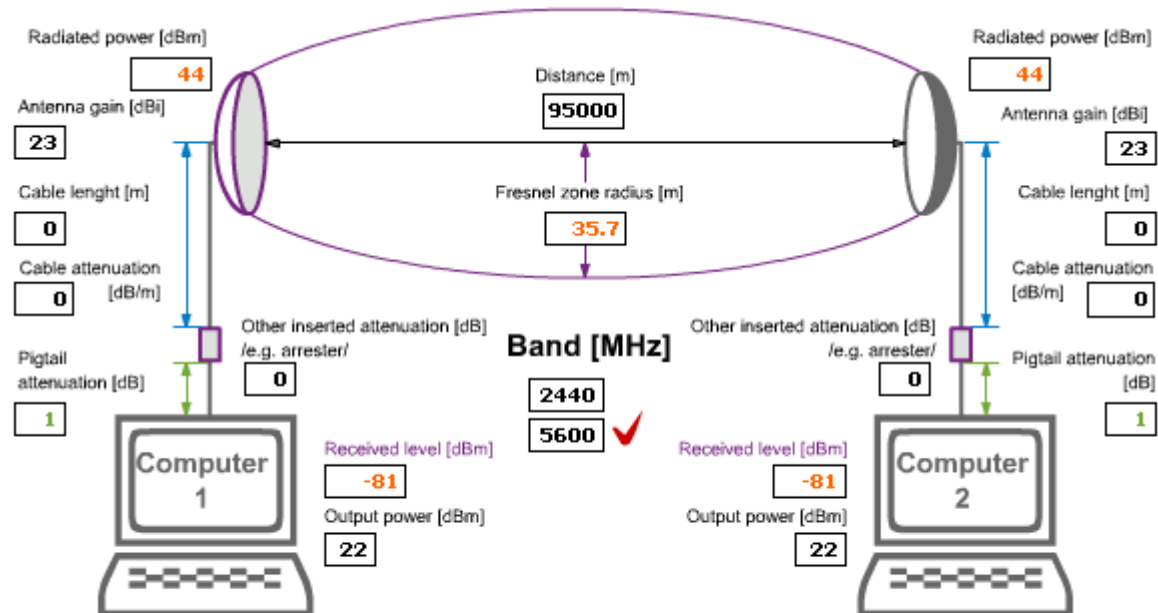 Radiated power [dBm]
44
Antenna gain [dBi]
23
Cable lenght [m]
0
Cable attenuation
[dB/m]
0
Pigtail
attenuation [dB]
1
Other inserted attenuation [dB]
/e.g. arrester/
0
Computer
1
Received level [dBm]
-81
Output power [dBm]
22
Distance [m]
95000
Fresnel zone radius [m]
35.7
Band [MHz]
2440
5600
Radiated power [dBm]
44
Antenna gain [dBi]
23
Cable lenght [m]
0
Cable attenuation
[dB/m]
0
Other inserted attenuation [dB]
/e.g. arrester/
0
Pigtail attenuation
[dB]
1
Received level [dBm]
-81
Output power [dBm]
22
Computer
2